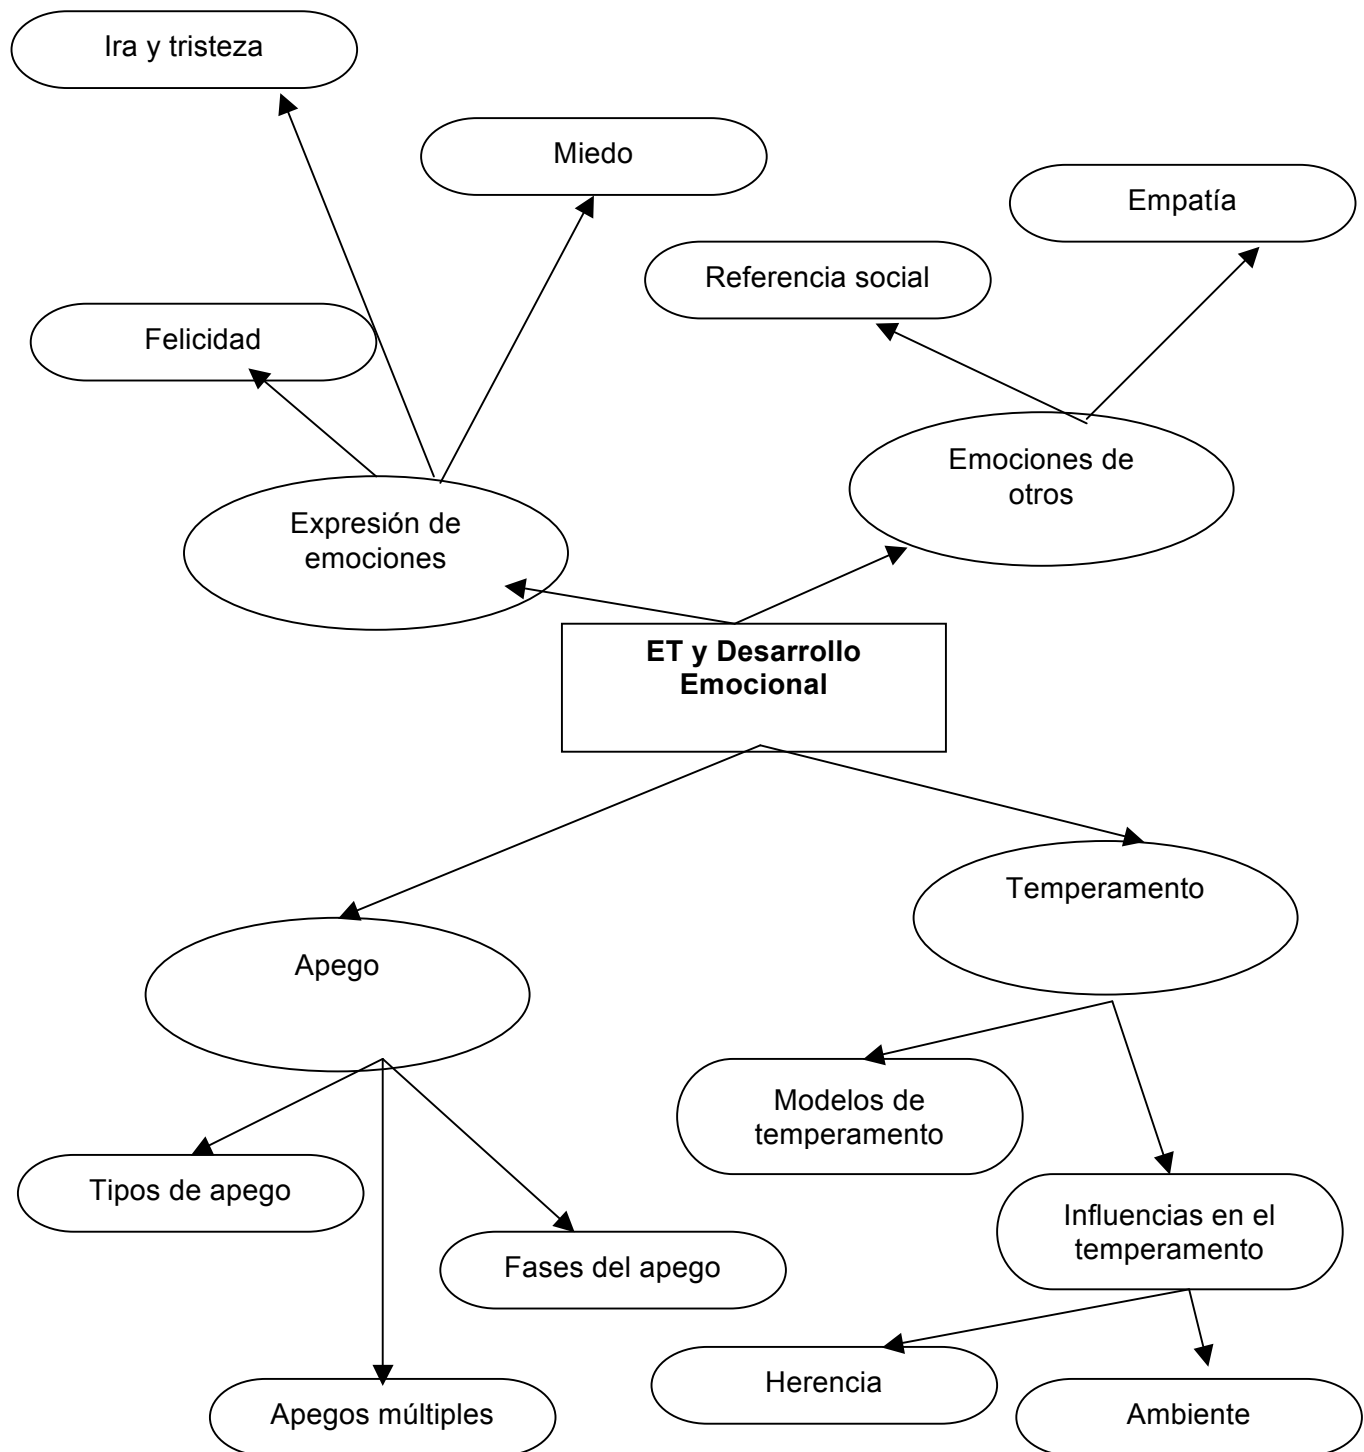 Ira y tristeza
Miedo
Empatía
Referencia social
Felicidad
Emociones de
otros
Expresión de
emociones
ET y Desarrollo
Emocional
Temperamento
Apego
Modelos de
temperamento
Tipos de apego
Influencias en el
temperamento
Fases del apego
Herencia
Apegos múltiples
Ambiente